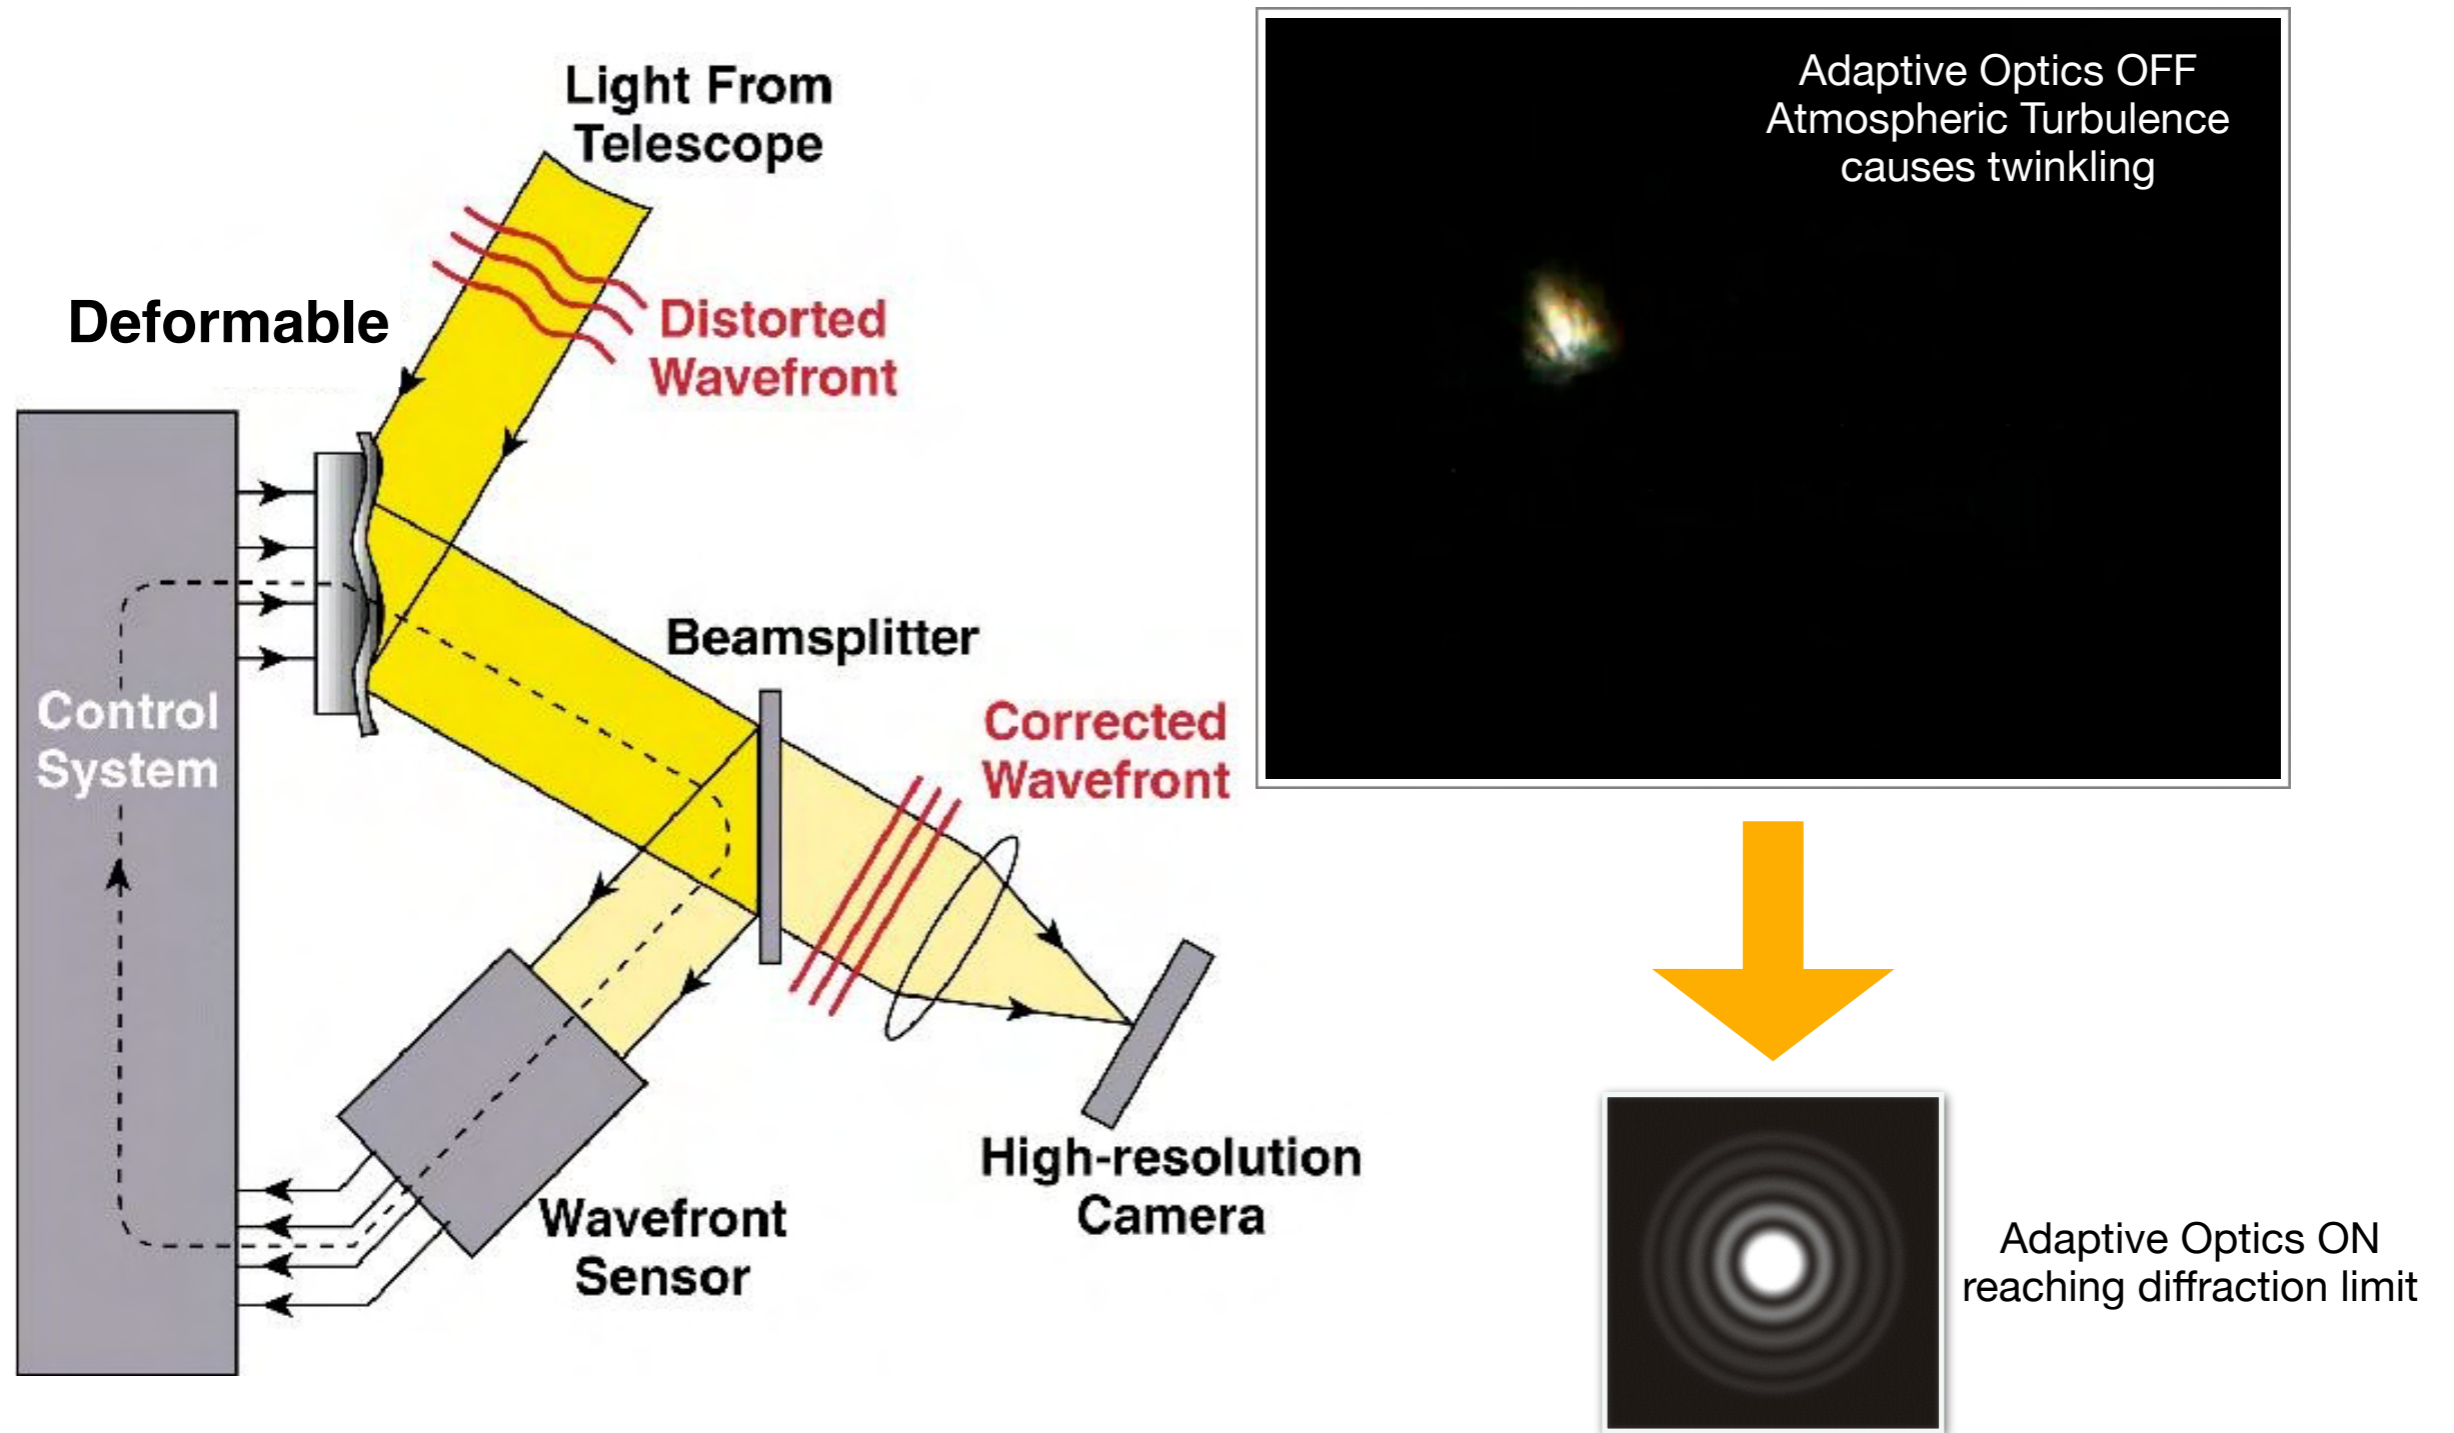 Light From
Telescope
Deformable
Distorted
Wavefront
Beamsplitter
Control
System
Corrected
Wavefront
High-resolution
Camera
Wavefront
Sensor
Adaptive Optics OFF
Atmospheric Turbulence
causes twinkling
Adaptive Optics ON
reaching diffraction limit